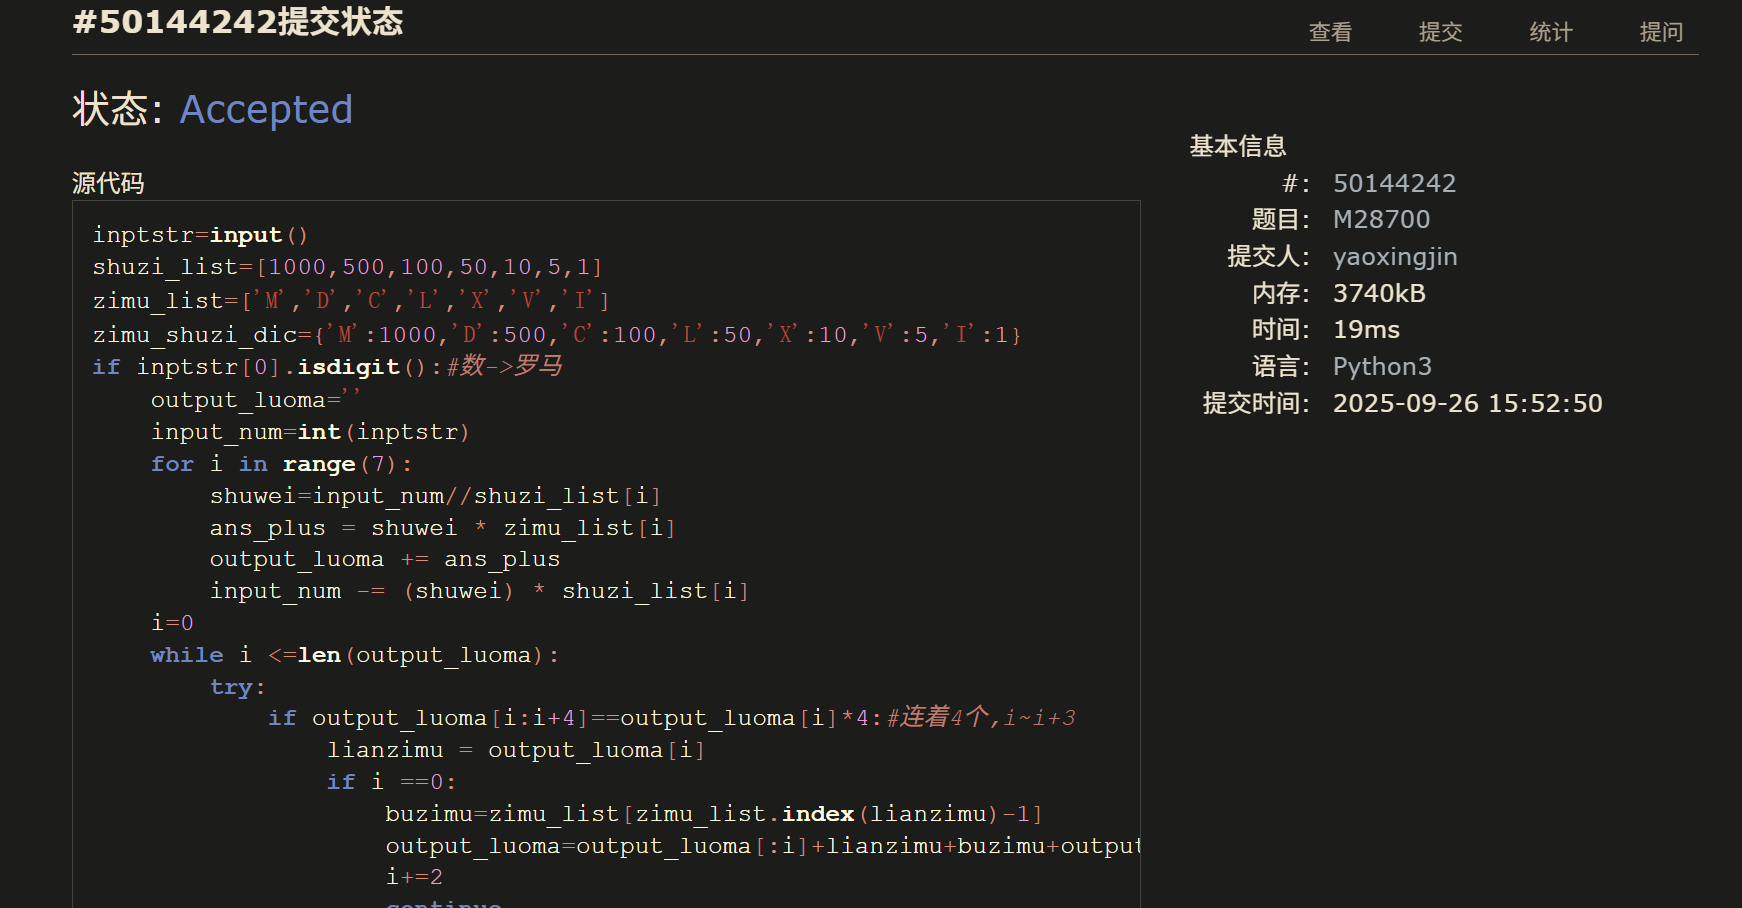 #50144242提交状态
查看 提交 统计 提问
状态: Accepted
源代码
inptstr=input()
shuzi_list=[1000,500,100,50,10,5,1]
zimu_list=['M','D','C','L','X','V','I']
zimu_shuzi_dic={'M':1000,'D':500,'C':100,'L':50,'X':10,'V':5,'I':1}
if inptstr[0].isdigit():#数->罗马
    output_luoma=''
    input_num=int(inptstr)
    for i in range(7):
        shuwei=input_num//shuzi_list[i]
        ans_plus = shuwei * zimu_list[i]
        output_luoma += ans_plus
        input_num -= (shuwei) * shuzi_list[i]
    i=0
    while i <=len(output_luoma):
        try:
            if output_luoma[i:i+4]==output_luoma[i]*4:#连着4个,i~i+3
                lianzimu = output_luoma[i]
                if i ==0:
                    buzimu=zimu_list[zimu_list.index(lianzimu)-1]
                    output_luoma=output_luoma[:i]+lianzimu+buzimu+output
                    i+=2
                    continue
基本信息
#: 50144242
题目: M28700
提交人: yaoxingjin
内存: 3740kB
时间: 19ms
语言: Python3
提交时间: 2025-09-26 15:52:50